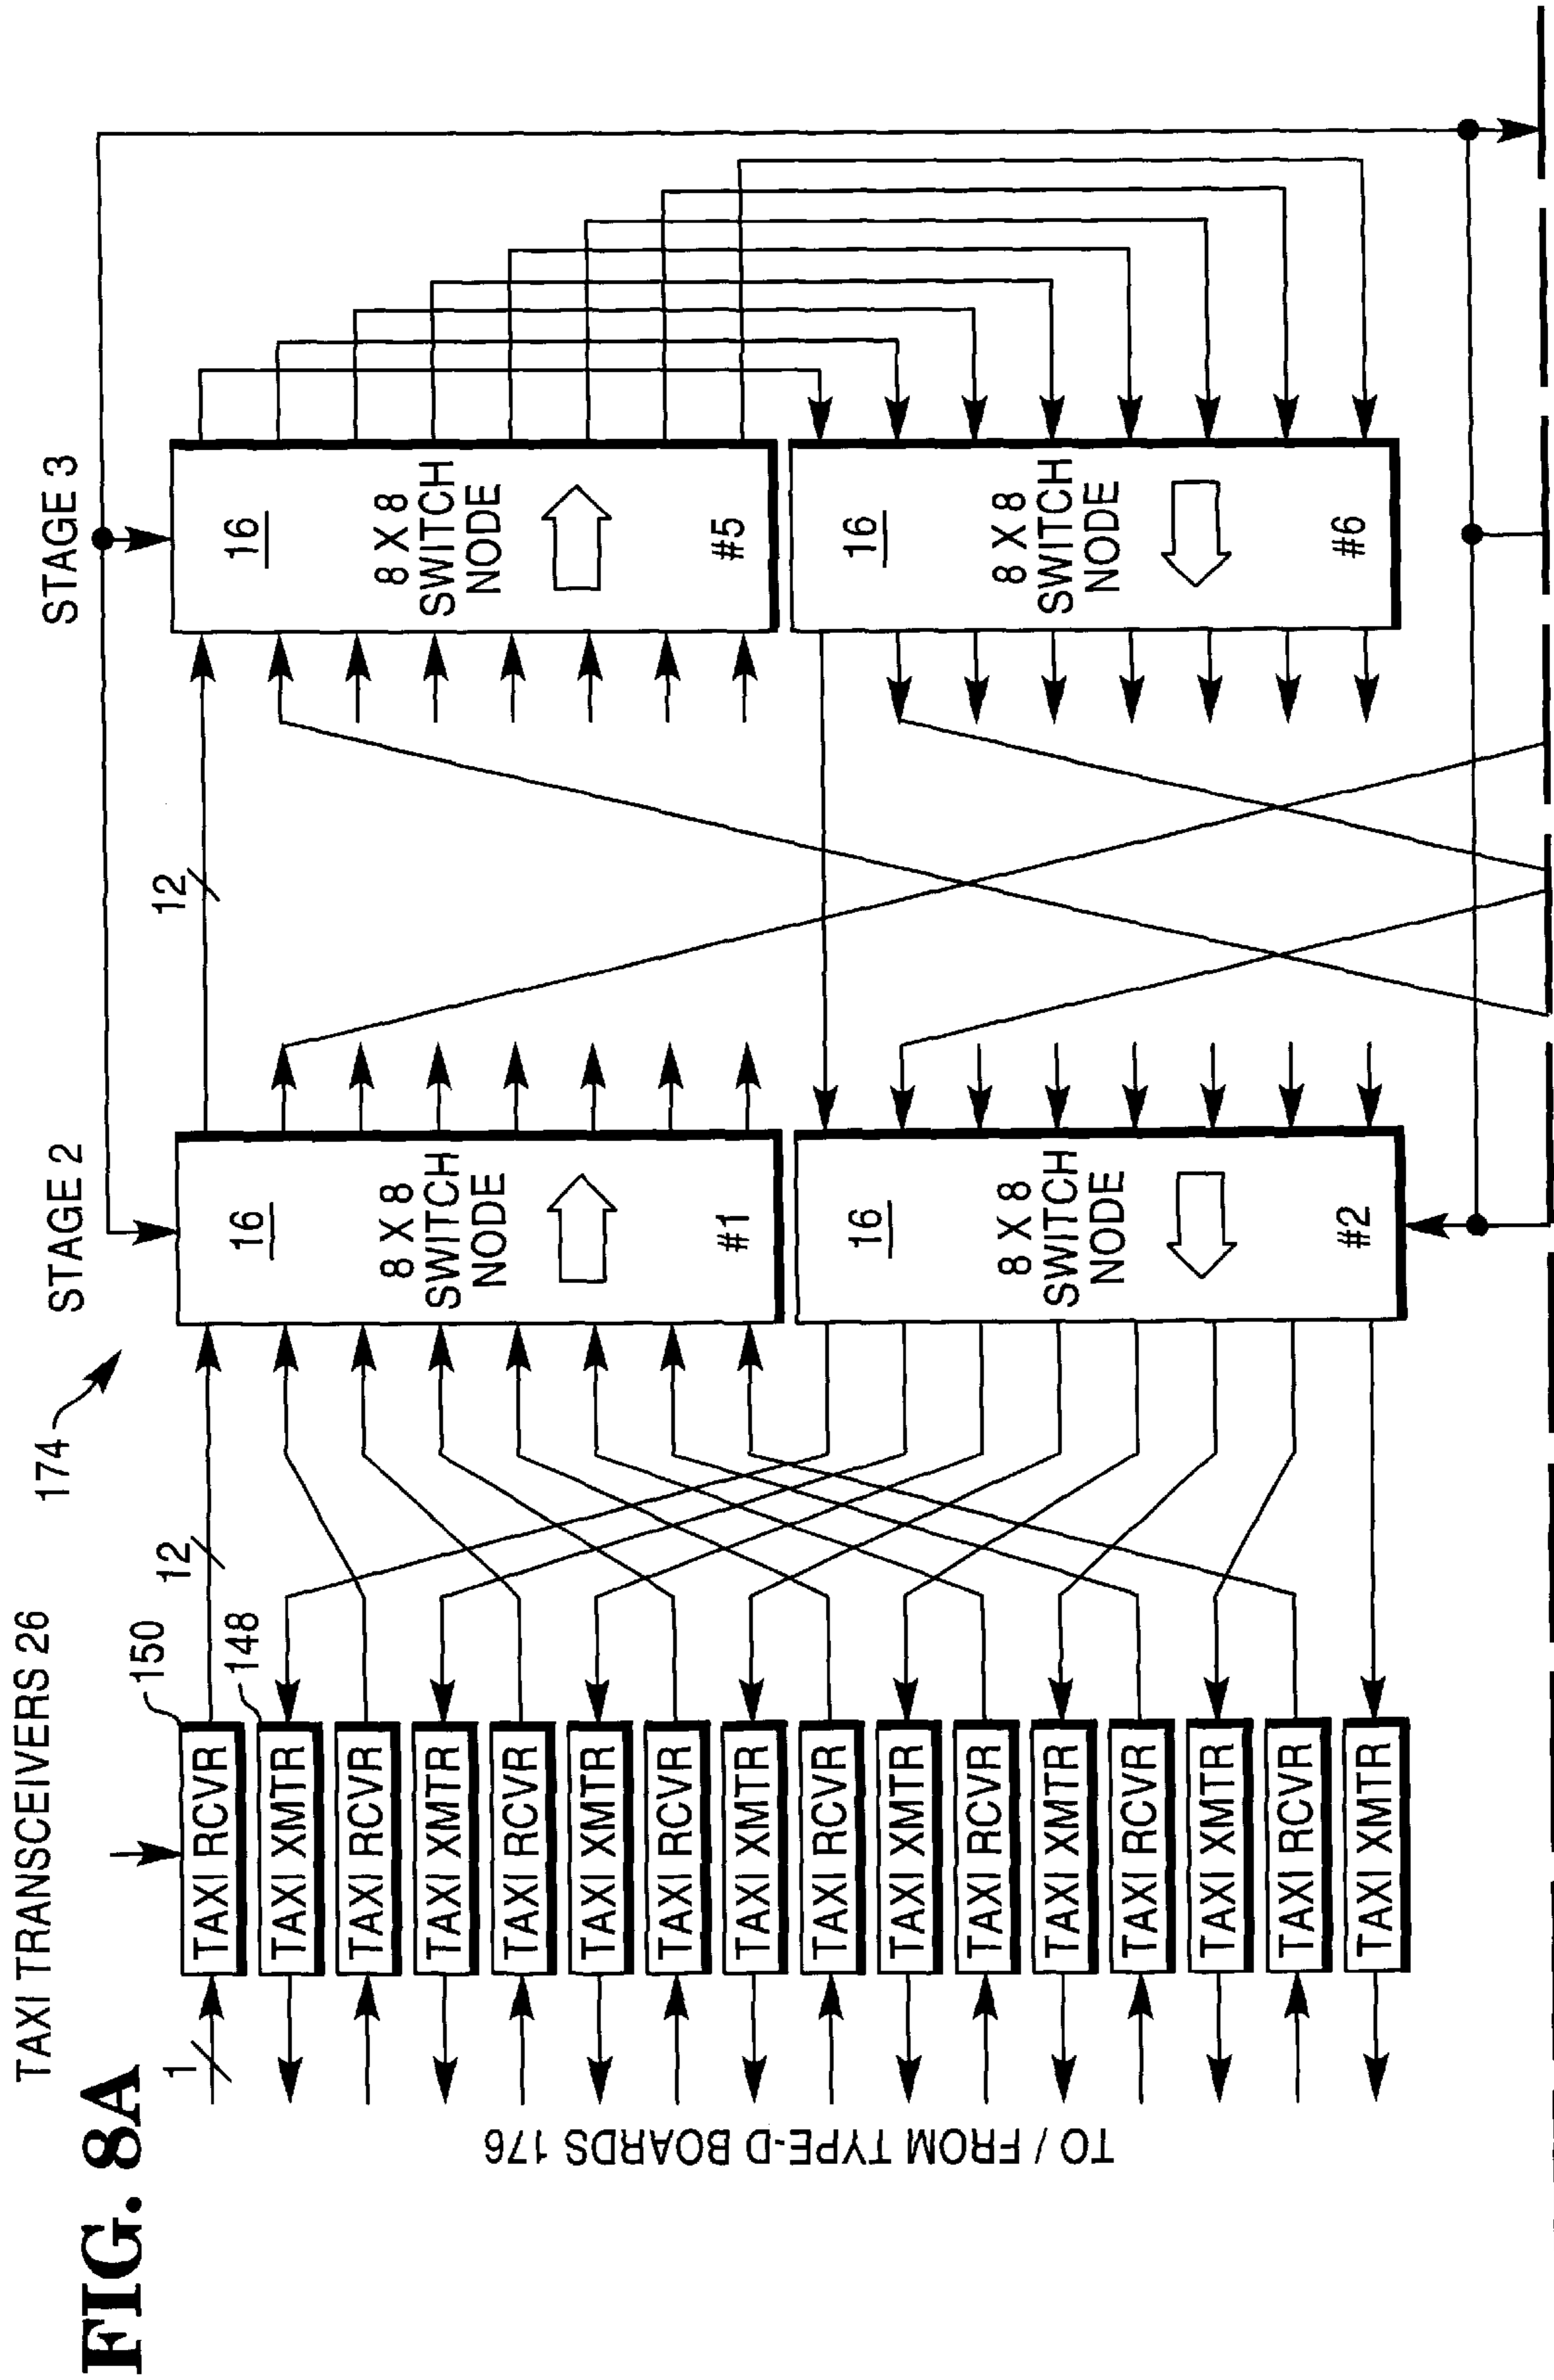 FIG. 8A
TAXI TRANSCEIVERS 26
174
STAGE 2
STAGE 3
150
148
1
12
12
TO / FROM TYPE-D BOARDS 176
TAXI RCVR
TAXI XMTR
TAXI RCVR
TAXI XMTR
TAXI RCVR
TAXI XMTR
TAXI RCVR
TAXI XMTR
TAXI RCVR
TAXI XMTR
TAXI RCVR
TAXI XMTR
TAXI RCVR
TAXI XMTR
TAXI RCVR
TAXI XMTR
16
8 X 8
SWITCH
NODE
#1
16
8 X 8
SWITCH
NODE
#2
16
8 X 8
SWITCH
NODE
#5
16
8 X 8
SWITCH
NODE
#6